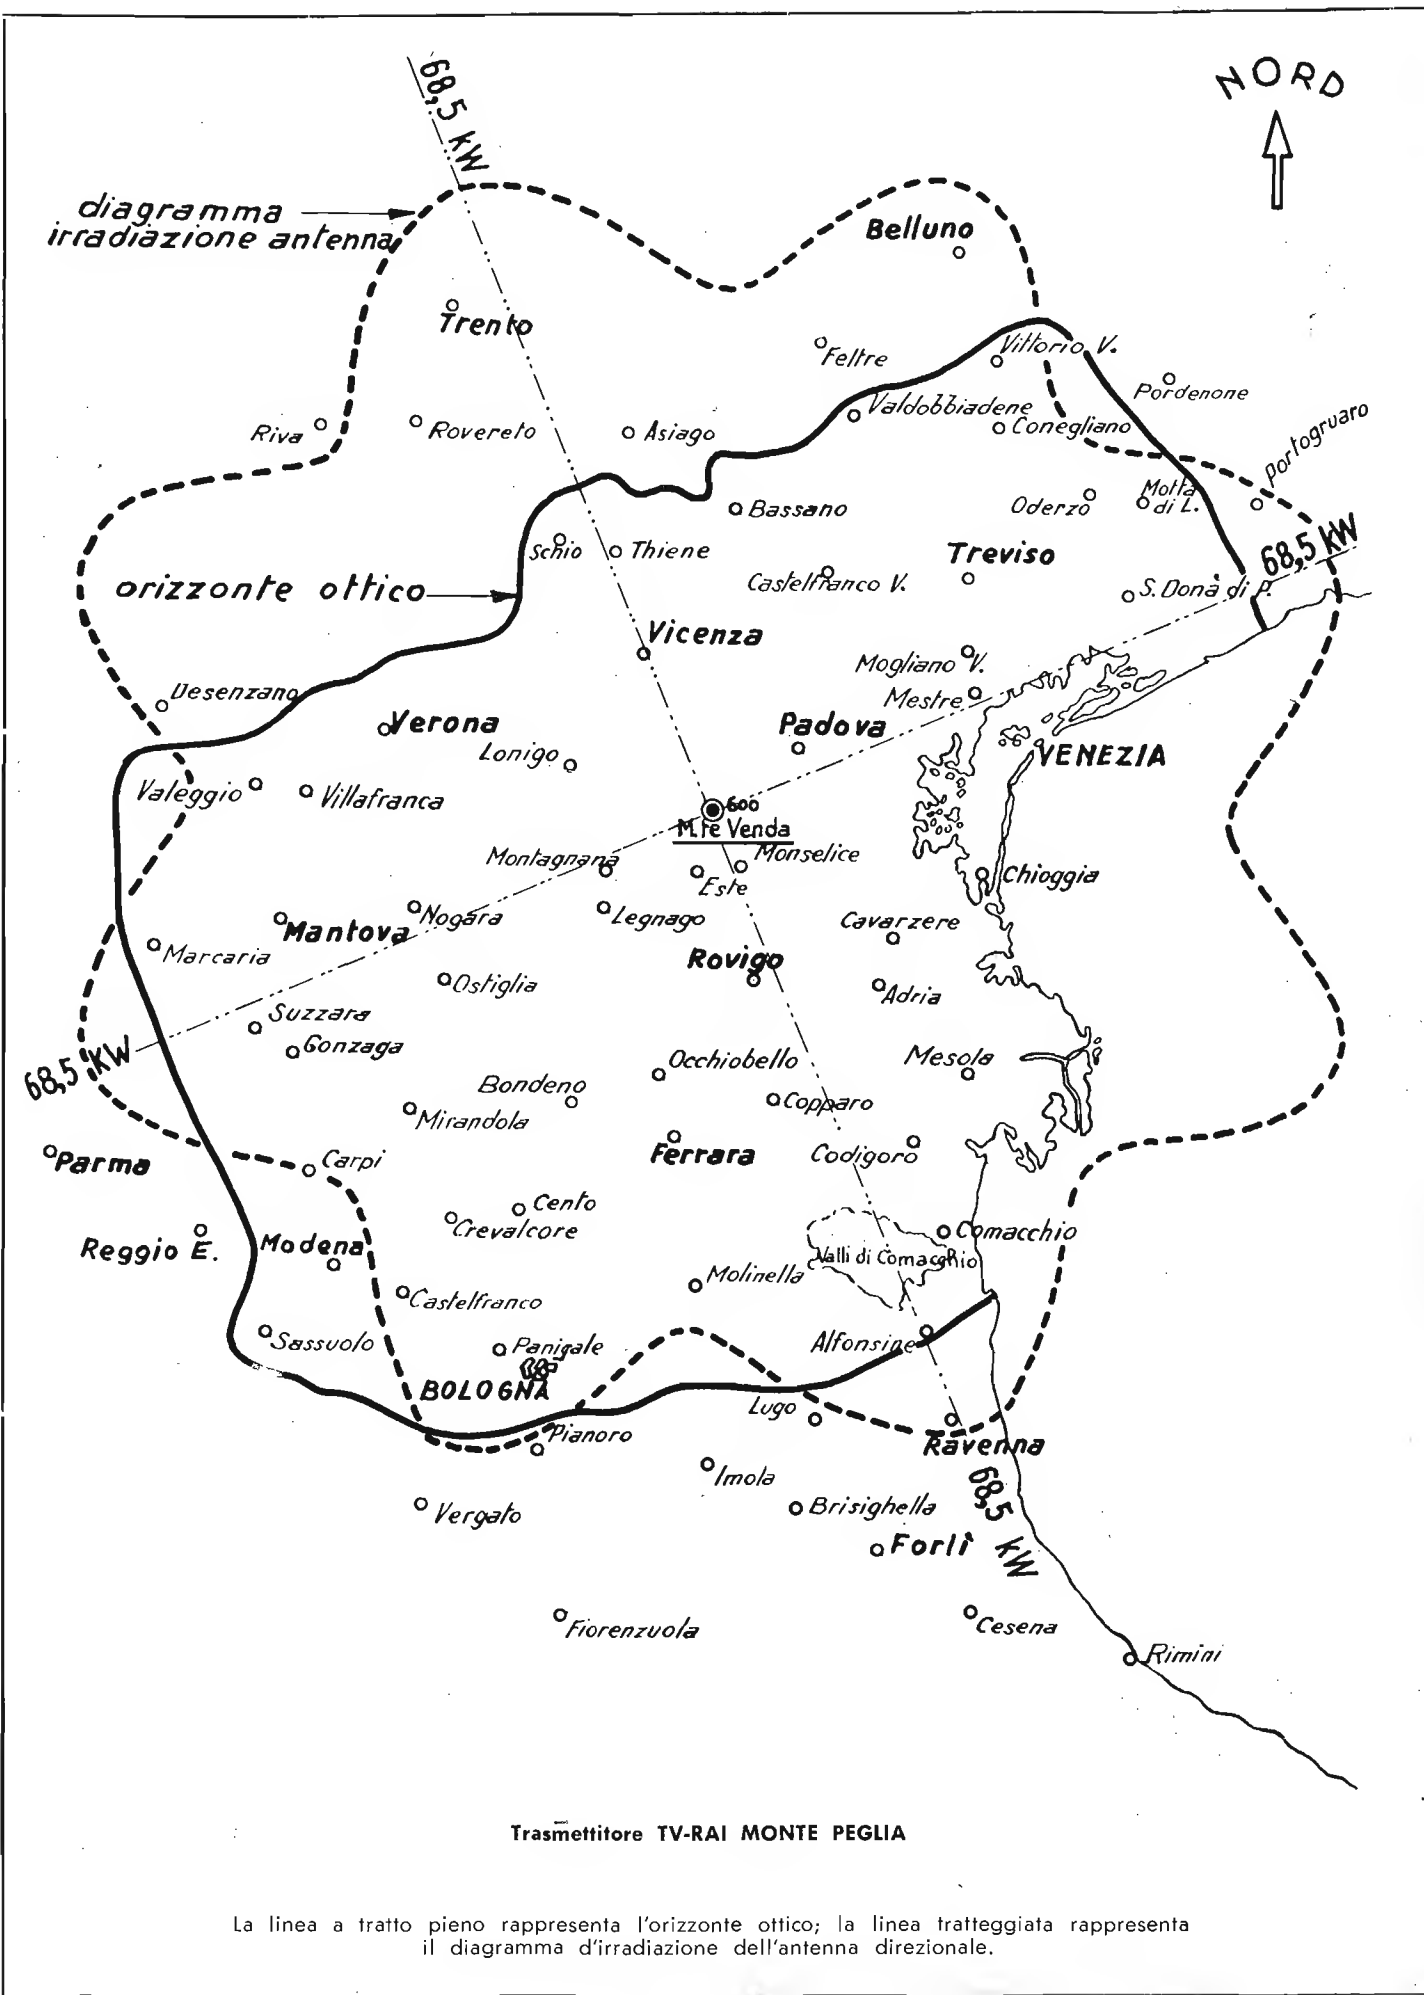 68,5 kW
NORD
diagramma
irradiazione antenna
Belluno
Trento
Feltre
Vittorio V.
Pordenone
Valdobbiadene
Conegliano
Portogruaro
Riva
Rovereto
Asiago
Bassano
Oderzo
Motta
di L.
Schio
Thiene
Treviso
68,5 kW
Castelfranco V.
orizzonte ottico
S. Donà di P.
Vicenza
Mogliano V.
Mestre
Desenzano
Verona
Padova
Lonigo
VENEZIA
Valeggio
Villafranca
600
M.te Venda
Montagnana
Monselice
Este
Chioggia
Mantova
Nogara
Legnago
Cavarzere
Marcaria
Rovigo
Ostiglia
Adria
Suzzara
Gonzaga
68,5 KW
Occhiobello
Mesola
Bondeno
Copparo
Mirandola
Parma
Carpi
Ferrara
Codigoro
Cento
Crevalcore
Comacchio
Reggio E.
Modena
Valli di Comacchio
Molinella
Castelfranco
Sassuolo
Panigale
Alfonsine
BOLOGNA
Lugo
Pianoro
Ravenna
Imola
Vergato
Brisighella
68,5 kW
Forlì
Fiorenzuola
Cesena
Rimini
Trasmettitore TV-RAI MONTE PEGLIA
La linea a tratto pieno rappresenta l'orizzonte ottico; la linea tratteggiata rappresenta
il diagramma d'irradiazione dell'antenna direzionale.